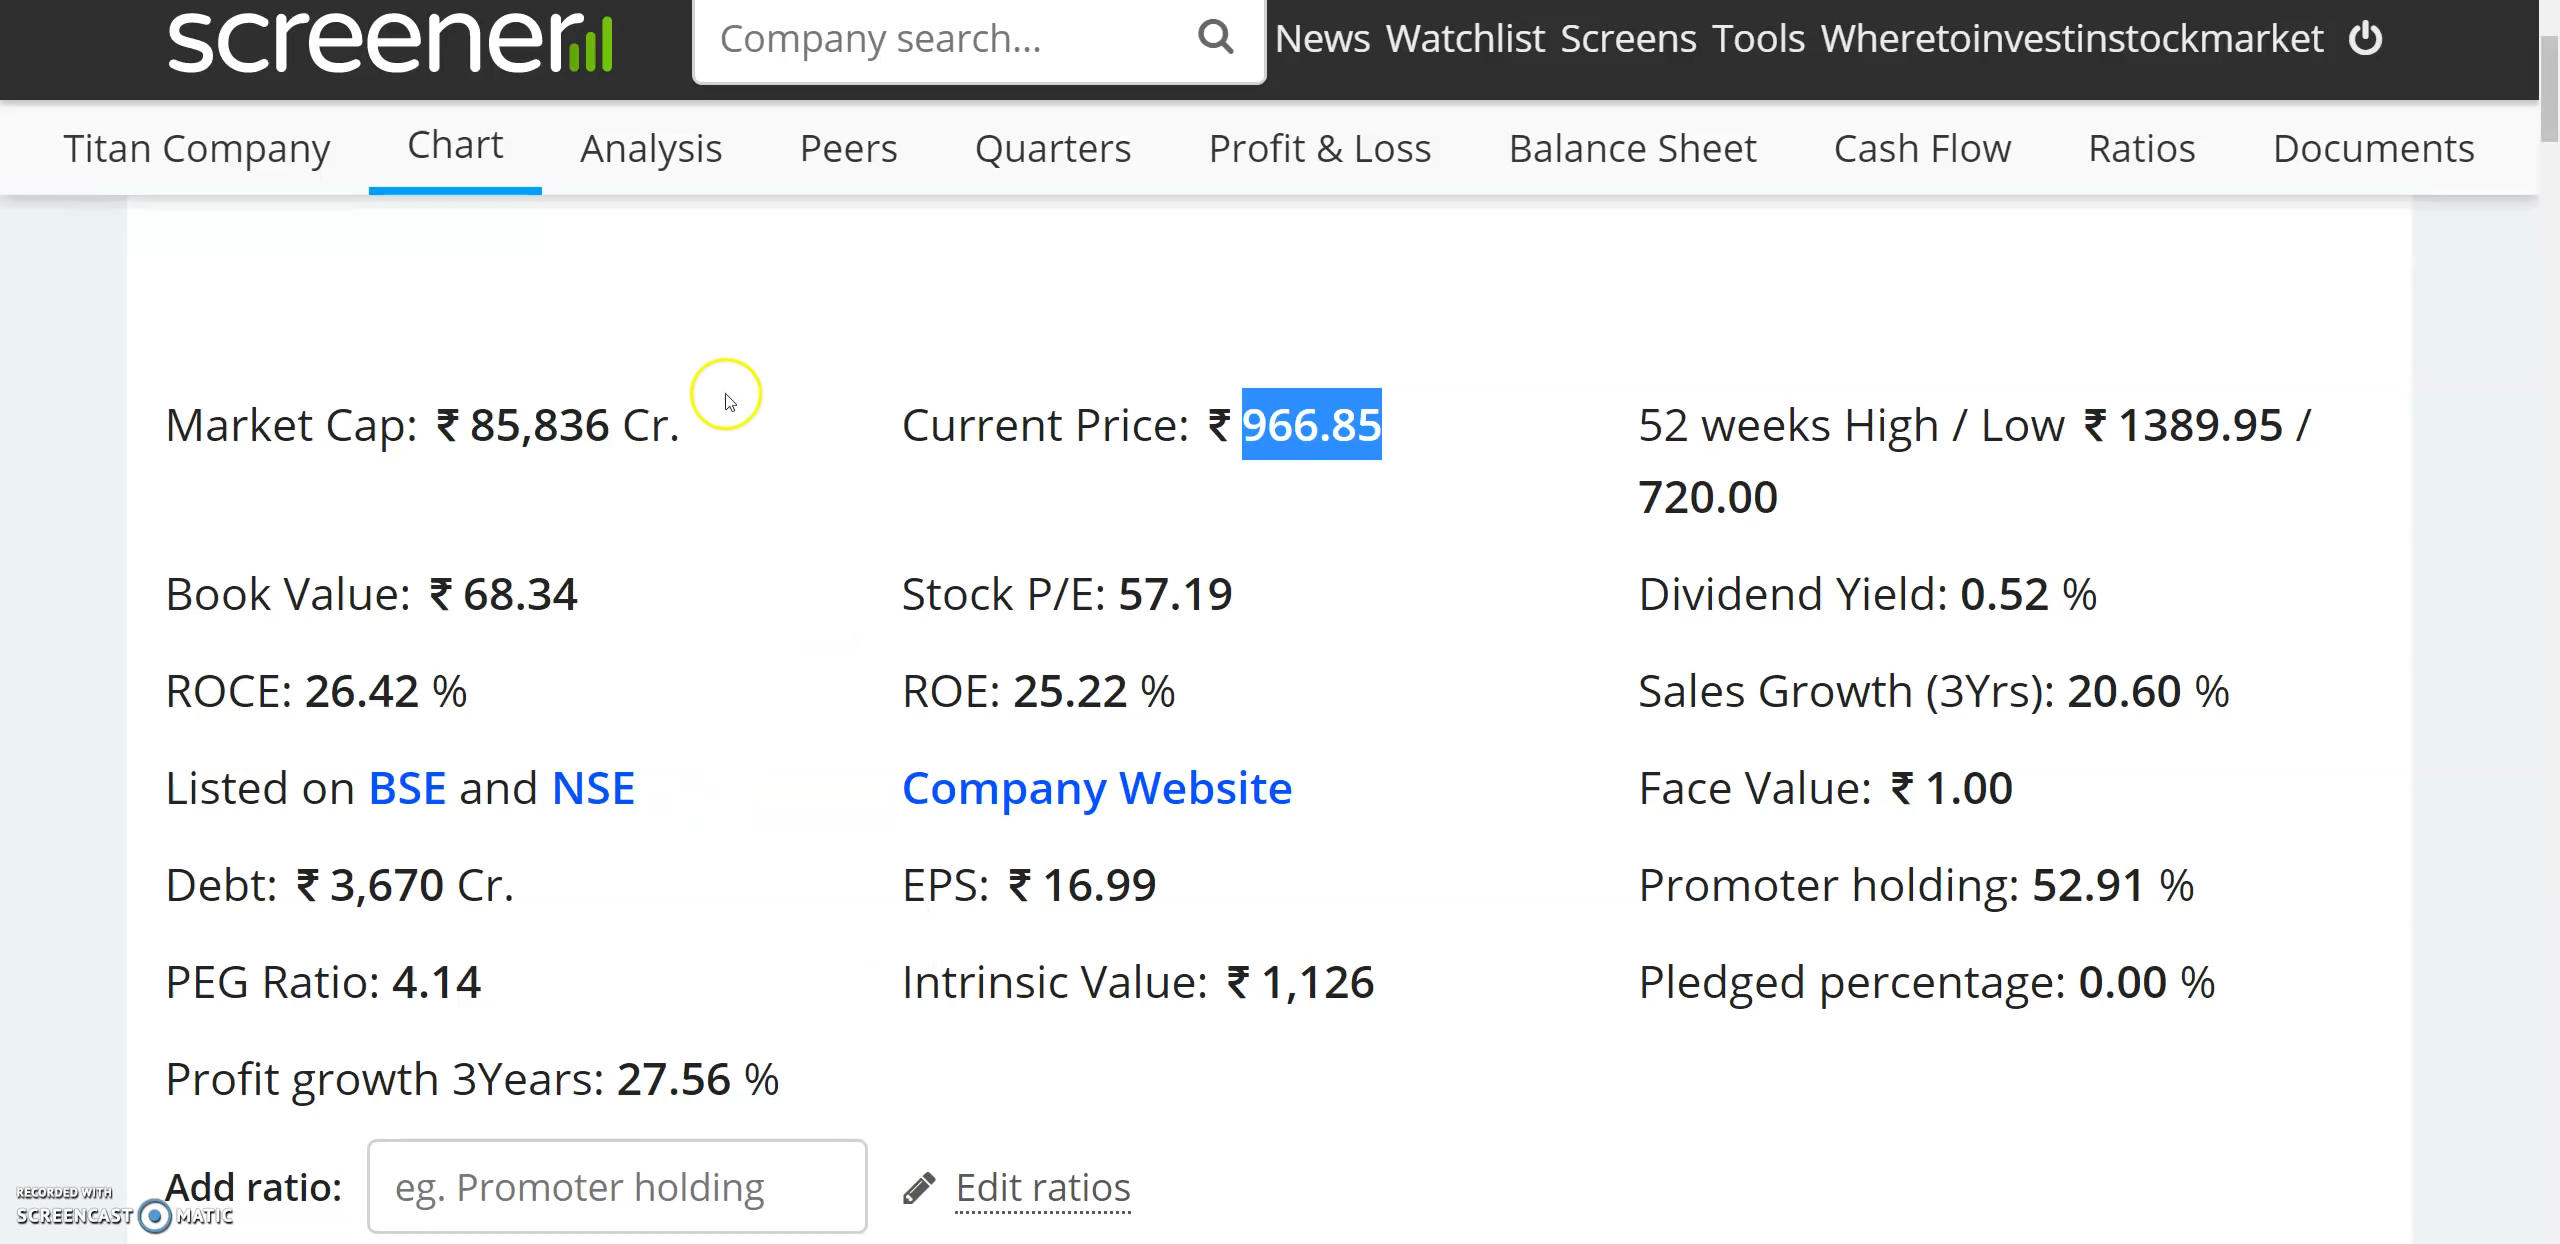 screener
Company search...
News Watchlist Screens Tools Wheretoinvestinstockmarket
Titan Company Chart Analysis Peers Quarters Profit & Loss Balance Sheet Cash Flow Ratios Documents
Market Cap: ₹ 85,836 Cr.
Current Price: ₹ 966.85
52 weeks High / Low ₹ 1389.95 /
720.00
Book Value: ₹ 68.34
Stock P/E: 57.19
Dividend Yield: 0.52 %
ROCE: 26.42 %
ROE: 25.22 %
Sales Growth (3Yrs): 20.60 %
Listed on BSE and NSE
Company Website
Face Value: ₹ 1.00
Debt: ₹ 3,670 Cr.
EPS: ₹ 16.99
Promoter holding: 52.91 %
PEG Ratio: 4.14
Intrinsic Value: ₹ 1,126
Pledged percentage: 0.00 %
Profit growth 3Years: 27.56 %
Add ratio: eg. Promoter holding
Edit ratios
RECORDED WITH
SCREENCAST MATIC